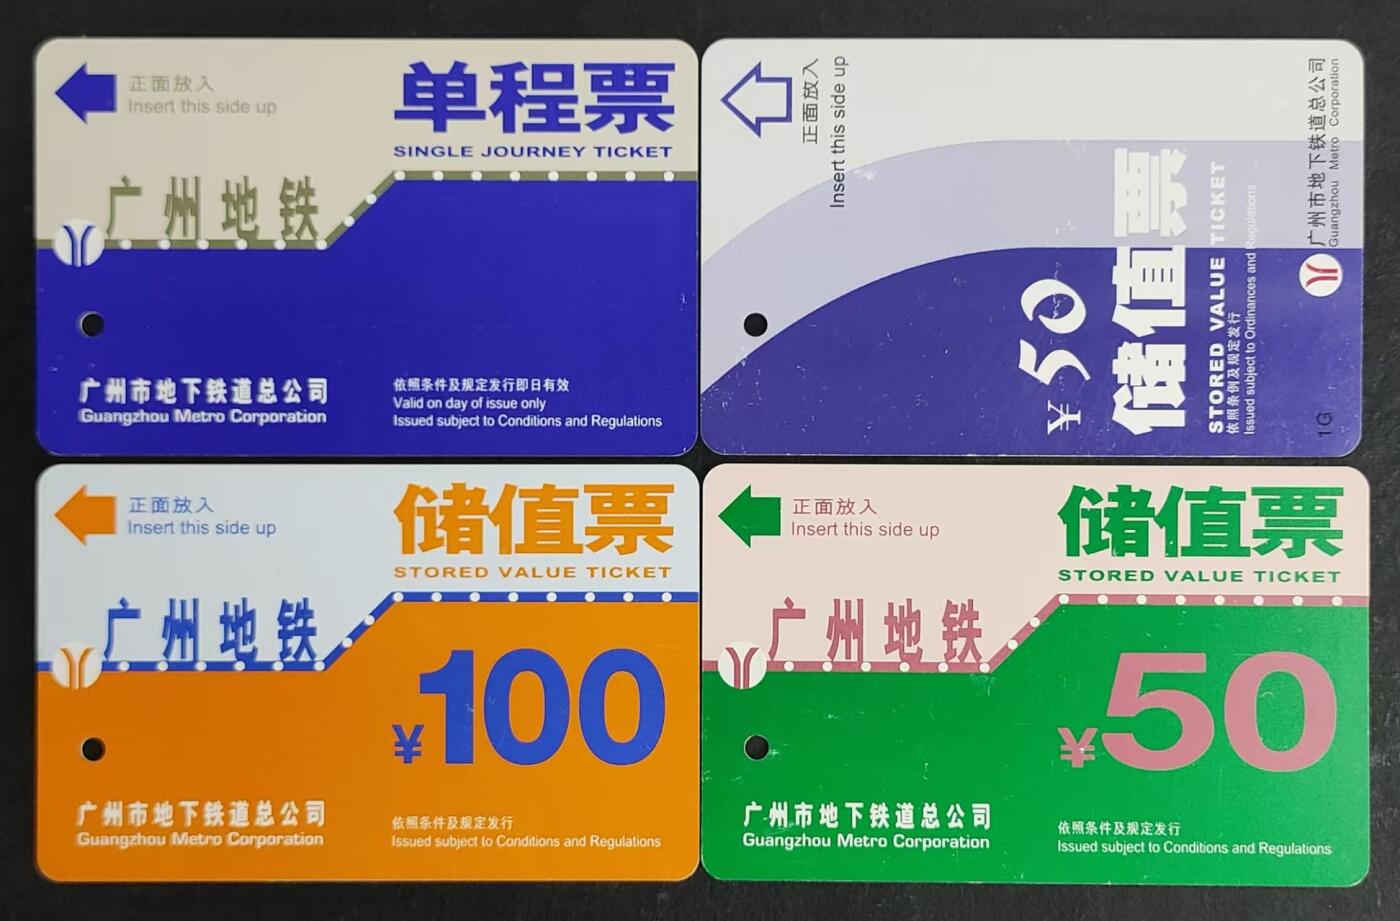 正面放入
Insert this side up
单程票
SINGLE JOURNEY TICKET
广州地铁
广州市地下铁道总公司
Guangzhou Metro Corporation
依照条件及规定发行即日有效
Valid on day of issue only
Issued subject to Conditions and Regulations
正面放入
Insert this side up
¥50
储值票
STORED VALUE TICKET
依照条例及规定发行
Issued subject to Ordinances and Regulations
广州市地下铁道总公司
Guangzhou Metro Corporation
1G
正面放入
Insert this side up
储值票
STORED VALUE TICKET
广州地铁
¥100
广州市地下铁道总公司
Guangzhou Metro Corporation
依照条件及规定发行
Issued subject to Conditions and Regulations
正面放入
Insert this side up
储值票
STORED VALUE TICKET
广州地铁
¥50
广州市地下铁道总公司
Guangzhou Metro Corporation
依照条件及规定发行
Issued subject to Conditions and Regulations